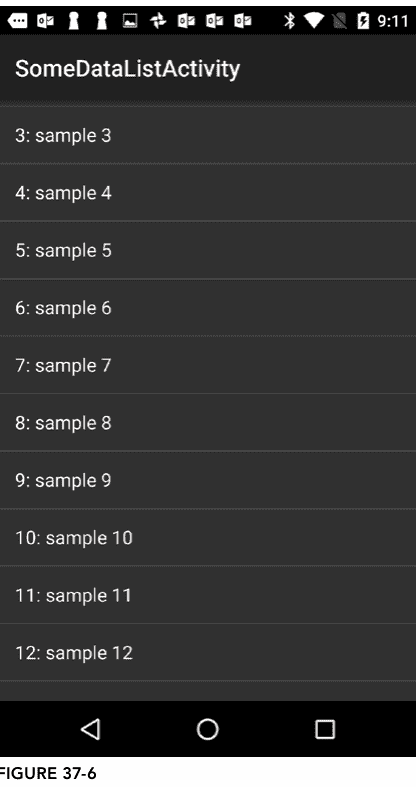 9:11
SomeDataListActivity
3: sample 3
4: sample 4
5: sample 5
6: sample 6
7: sample 7
8: sample 8
9: sample 9
10: sample 10
11: sample 11
12: sample 12
FIGURE 37-6